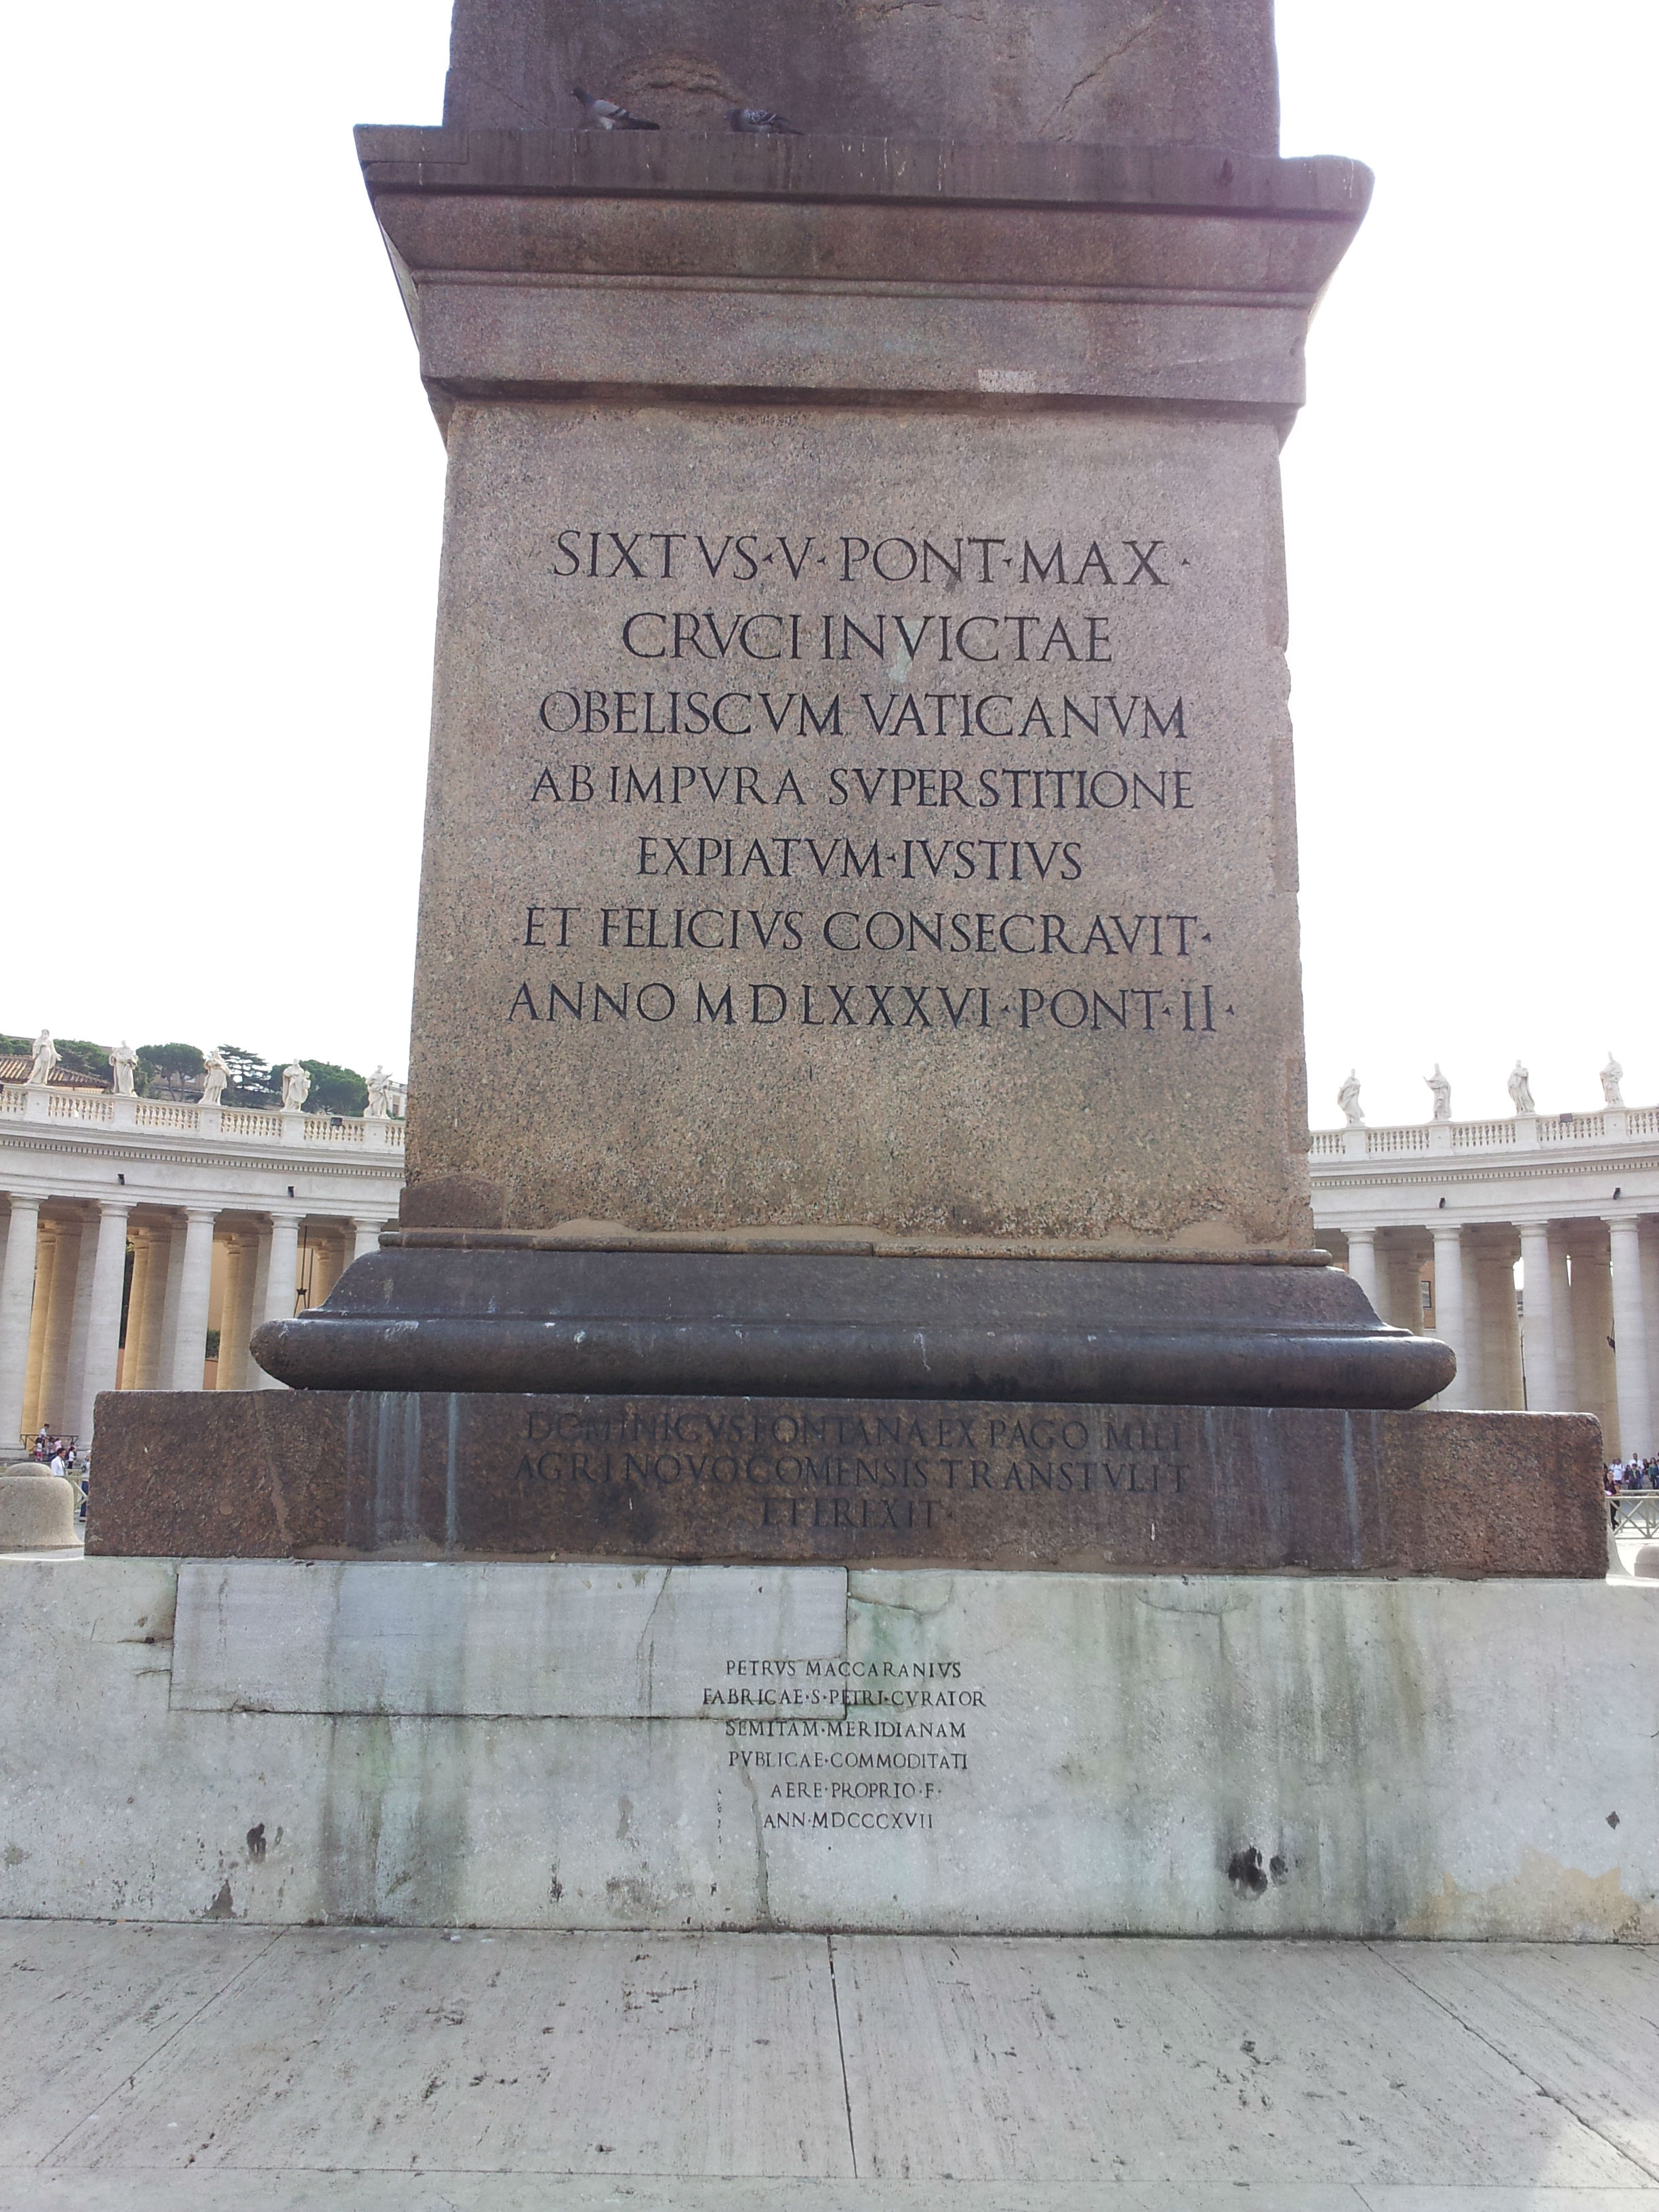 SIXTVS·V·PONT·MAX·
CRVCI INVICTAE
OBELISCVM VATICANVM
AB IMPVRA SVPERSTITIONE
EXPIATVM·IVSTIVS
ET FELICIVS CONSECRAVIT·
ANNO MDLXXXVI·PONT·II·
DOMINICVS FONTANA EX PAGO MILI
AGRI NOVOCOMENSIS TRANSTVLIT
ET EREXIT·
PETRVS MACCARANIVS
FABRICAE·S·PETRI·CVRATOR
SEMITAM·MERIDIANAM
PVBLICAE·COMMODITATI
AERE·PROPRIO·F·
ANN·MDCCCXVII